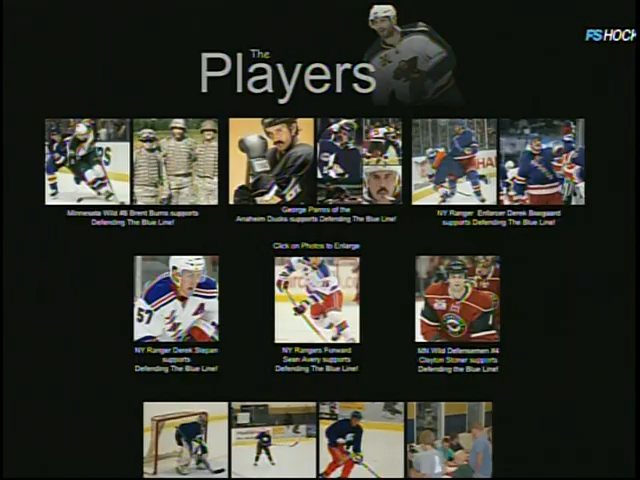 The
Players
FS HOCK
Minnesota Wild #8 Brent Burns supports
Defending The Blue Line!
George Parros of the
Anaheim Ducks supports Defending The Blue Line!
NY Ranger Enforcer Derek Boogaard
supports Defending The Blue Line!
Click on Photos to Enlarge
57
NY Ranger Derek Stepan
supports
Defending The Blue Line!
NY Rangers Forward
Sean Avery supports
Defending The Blue Line!
MN Wild Defensemen #4
Clayton Stoner supports
Defending the Blue Line!